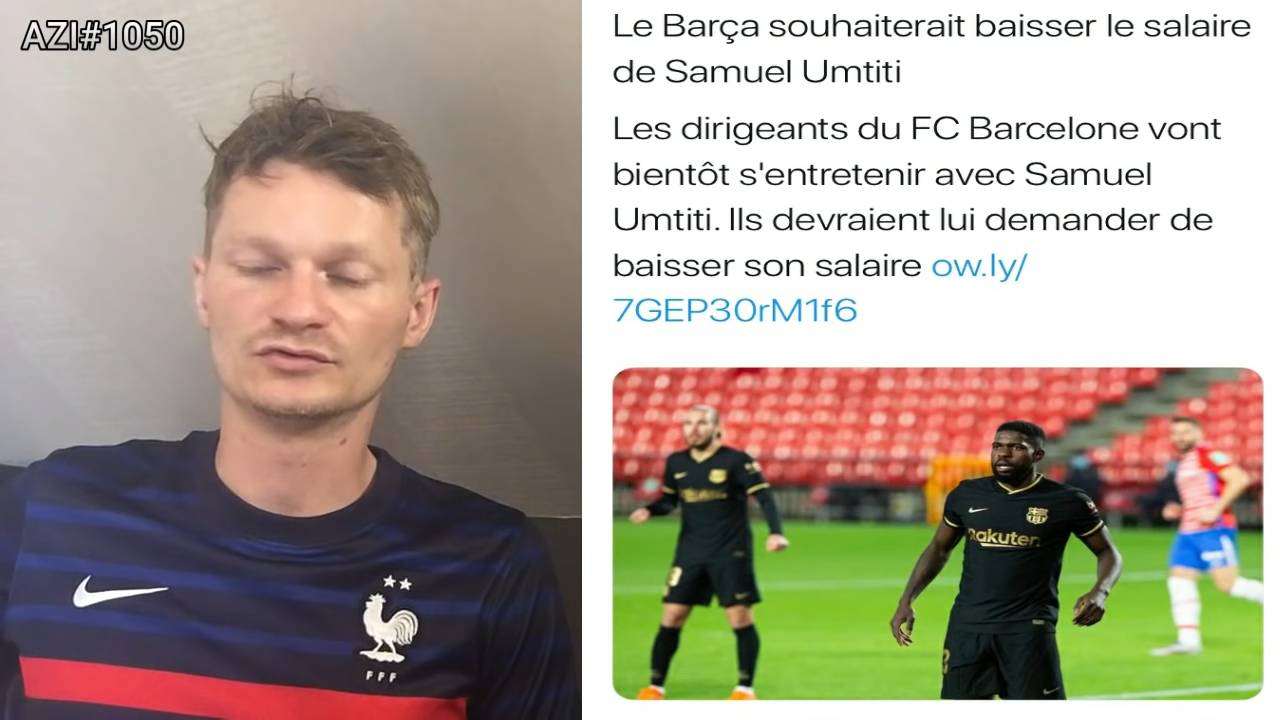 AZI#1050
Le Barça souhaiterait baisser le salaire
de Samuel Umtiti
Les dirigeants du FC Barcelone vont
bientôt s'entretenir avec Samuel
Umtiti. Ils devraient lui demander de
baisser son salaire ow.ly/
7GEP30rM1f6
Rakuten
FFF